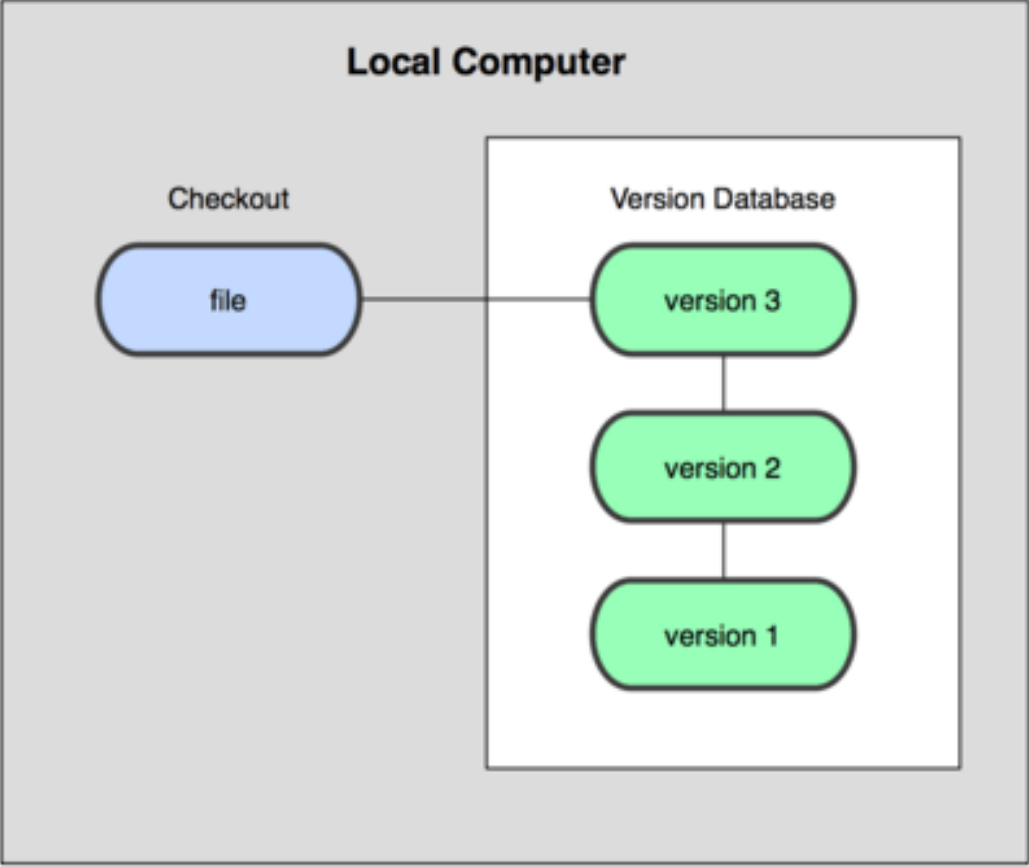 Local Computer
Checkout
Version Database
file
version 3
version 2
version 1